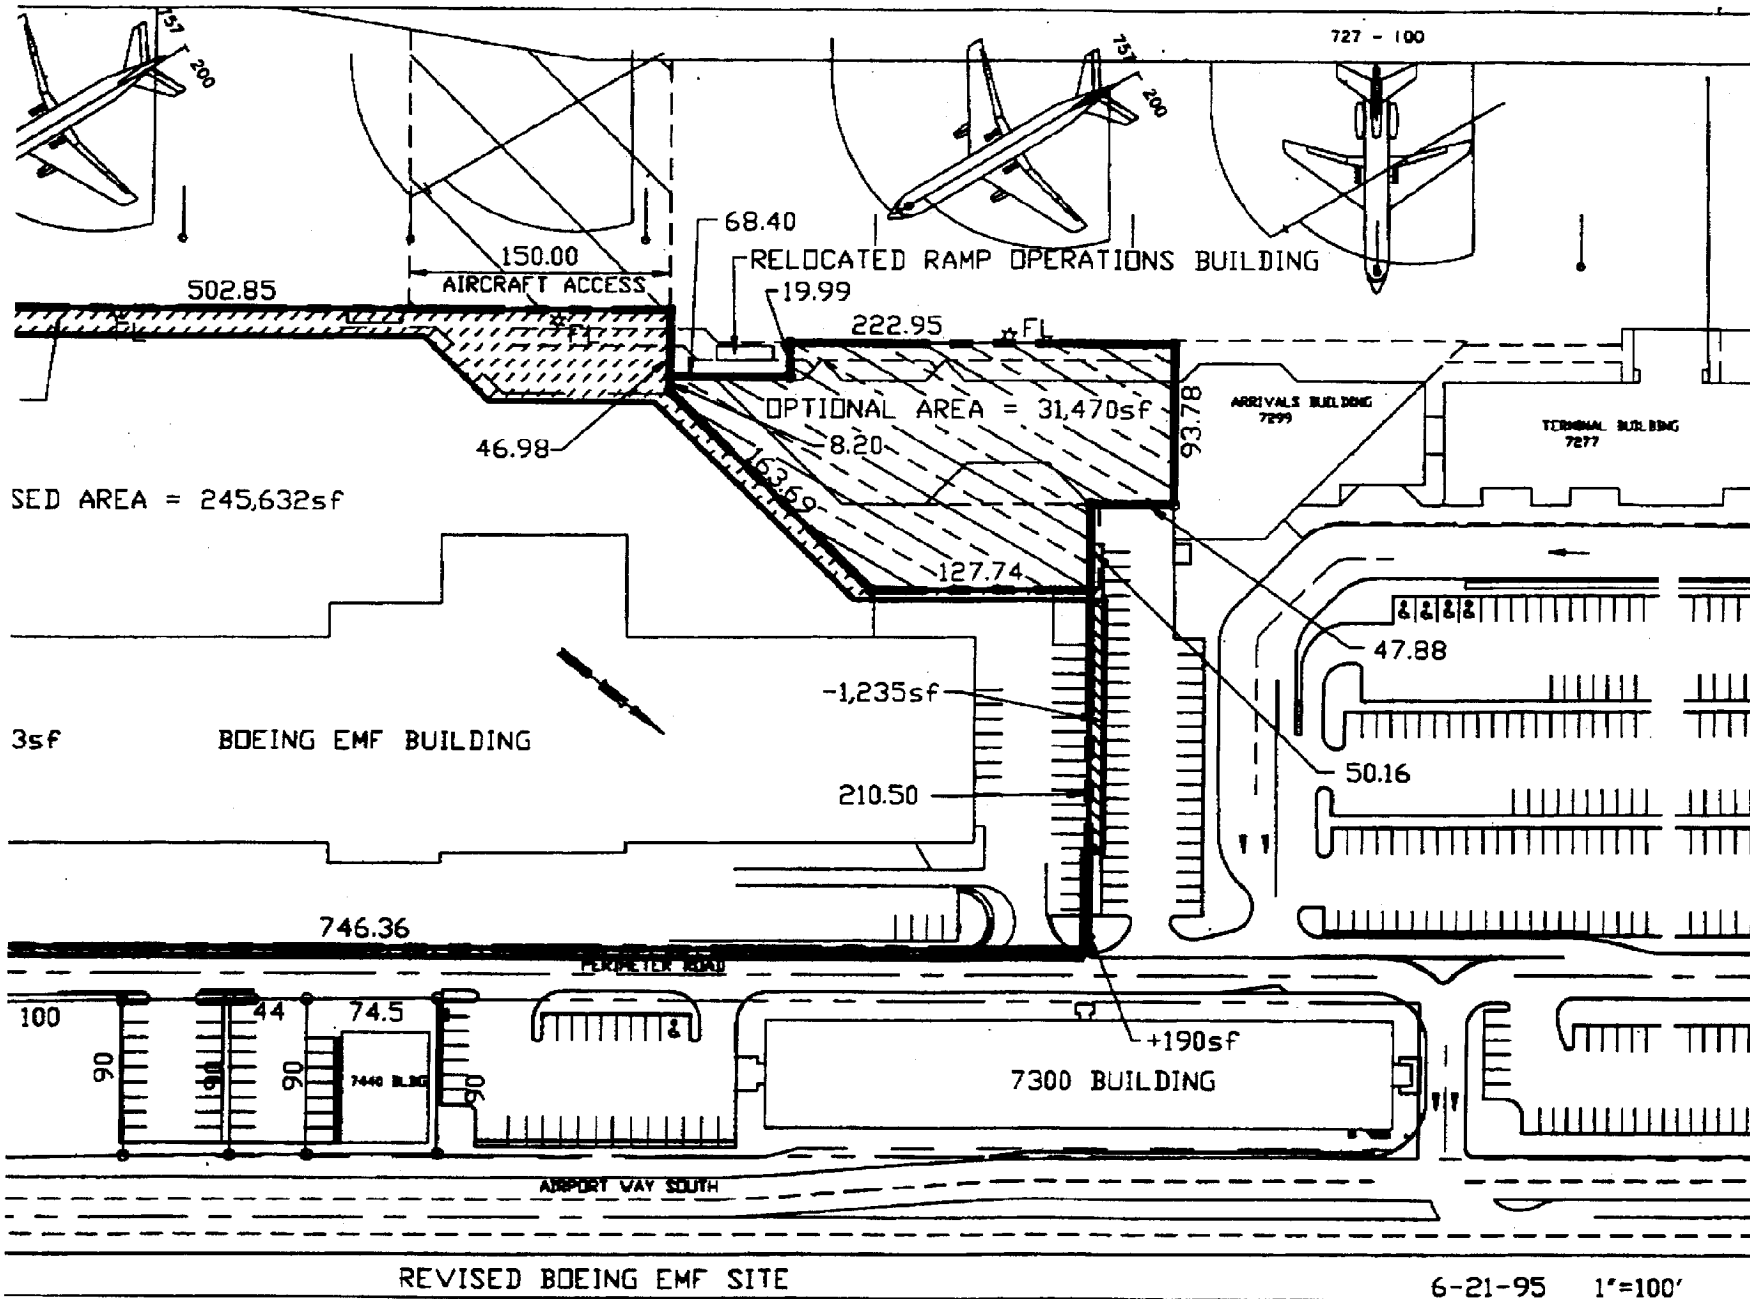 757 - 200
757 - 200
727 - 100
68.40
150.00
AIRCRAFT ACCESS
RELOCATED RAMP OPERATIONS BUILDING
19.99
502.85
222.95
FL
FL
FL
OPTIONAL AREA = 31,470sf
93.78
ARRIVALS BUILDING
7299
TERMINAL BUILDING
7277
46.98
8.20
163.69
SED AREA = 245,632sf
127.74
47.88
-1,235sf
3sf
BOEING EMF BUILDING
50.16
210.50
746.36
PERIMETER ROAD
100
44
74.5
90
90
90
90
7440 BLDG
+190sf
7300 BUILDING
AIRPORT WAY SOUTH
REVISED BOEING EMF SITE
6-21-95 1"=100'